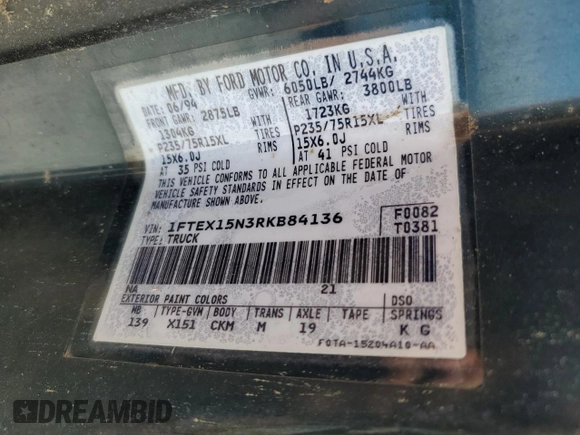 MFD. BY FORD MOTOR CO. IN U.S.A.
DATE: 06/94 GVWR: 6050LB/ 2744KG
FRONT GAWR: 2875LB REAR GAWR: 3800LB
1304KG 1723KG
P235/75R15XL TIRES P235/75R15XL TIRES
15X6.0J RIMS 15X6.0J RIMS
AT 35 PSI COLD AT 41 PSI COLD
THIS VEHICLE CONFORMS TO ALL APPLICABLE FEDERAL MOTOR
VEHICLE SAFETY STANDARDS IN EFFECT ON THE DATE OF
MANUFACTURE SHOWN ABOVE.
VIN: 1FTEX15N3RKB84136 F0082
TYPE: TRUCK T0381
NA 21
EXTERIOR PAINT COLORS DSO
WB TYPE-GVW BODY TRANS AXLE TAPE SPRINGS
139 X151 CKM M 19 K G
FOTA-15204A10-AA
DREAMBID